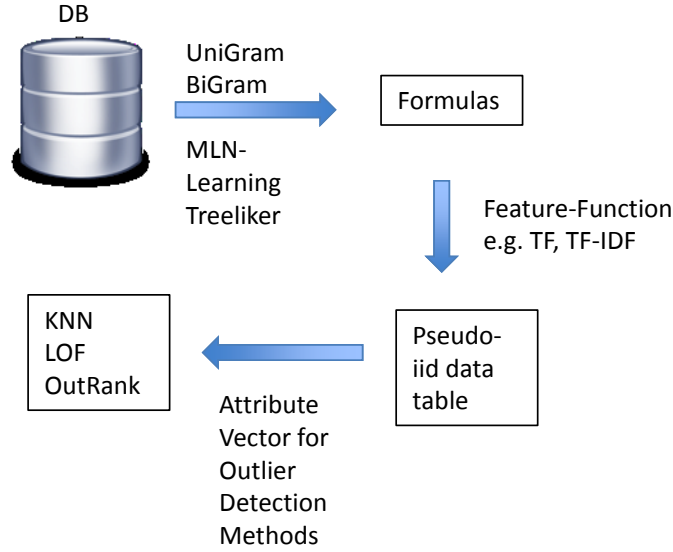 DB
UniGram
BiGram
MLN-
Learning
Treeliker
Formulas
Feature-Function
e.g. TF, TF-IDF
Pseudo-
iid data
table
Attribute
Vector for
Outlier
Detection
Methods
KNN
LOF
OutRank